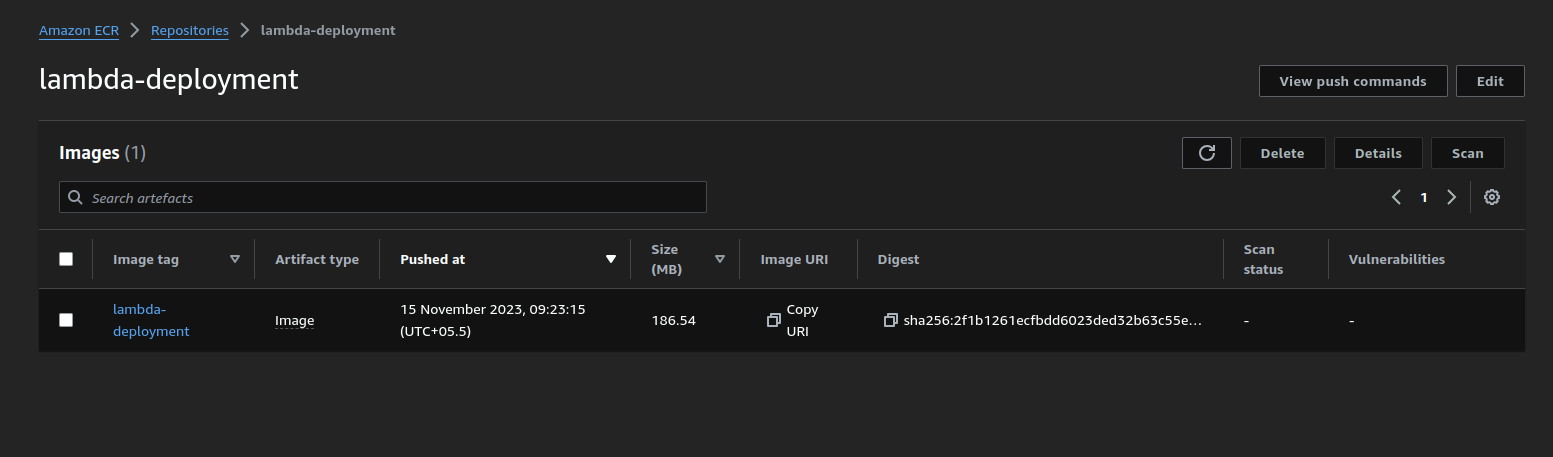 Amazon ECR Repositories lambda-deployment
lambda-deployment
View push commands Edit
Images (1)
Delete Details Scan
Search artefacts
1
Image tag Artifact type Pushed at Size (MB) Image URI Digest Scan status Vulnerabilities
lambda-deployment Image 15 November 2023, 09:23:15 (UTC+05.5) 186.54 Copy URI sha256:2f1b1261ecfbdd6023ded32b63c55e... - -